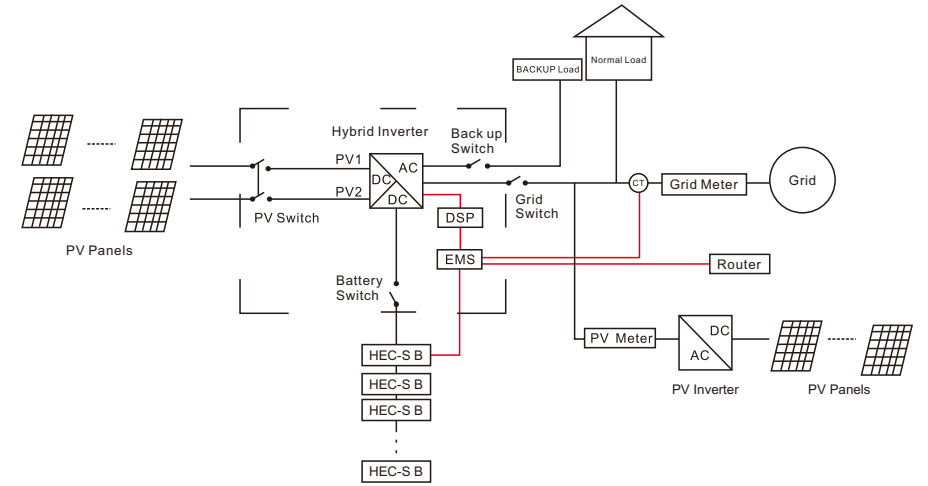 BACKUP Load
Normal Load
Hybrid Inverter
Back up
Switch
PV1
AC
DC
DC
PV2
PV Switch
PV Panels
Grid
Switch
CT
Grid Meter
Grid
DSP
EMS
Router
Battery
Switch
PV Meter
DC
AC
PV Inverter
PV Panels
HEC-S B
HEC-S B
HEC-S B
HEC-S B